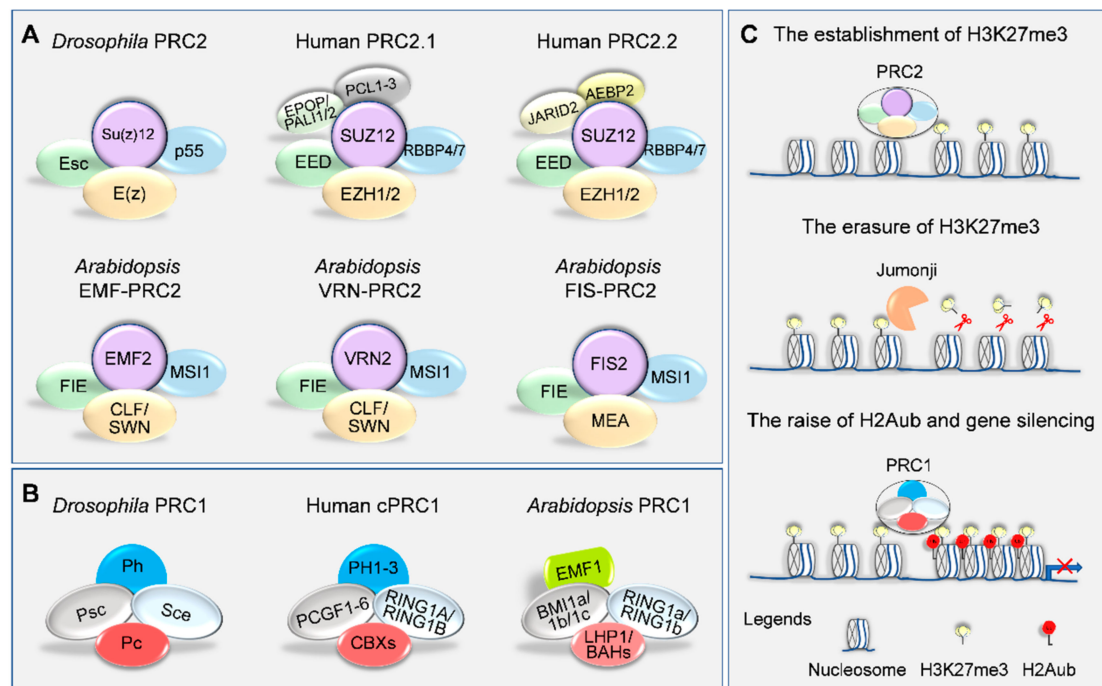 A
Drosophila PRC2
Su(z)12
Esc
p55
E(z)
Human PRC2.1
EPOP/
PALI1/2
PCL1-3
SUZ12
EED
RBBP4/7
EZH1/2
Human PRC2.2
JARID2
AEBP2
SUZ12
EED
RBBP4/7
EZH1/2
Arabidopsis
EMF-PRC2
EMF2
FIE
MSI1
CLF/
SWN
Arabidopsis
VRN-PRC2
VRN2
FIE
MSI1
CLF/
SWN
Arabidopsis
FIS-PRC2
FIS2
FIE
MSI1
MEA
B
Drosophila PRC1
Ph
Psc
Sce
Pc
Human cPRC1
PH1-3
PCGF1-6
RING1A/
RING1B
CBXs
Arabidopsis PRC1
EMF1
BMI1a/
1b/1c
RING1a/
RING1b
LHP1/
BAHs
C
The establishment of H3K27me3
PRC2
The erasure of H3K27me3
Jumonji
The raise of H2Aub and gene silencing
PRC1
Legends
Nucleosome
H3K27me3
H2Aub